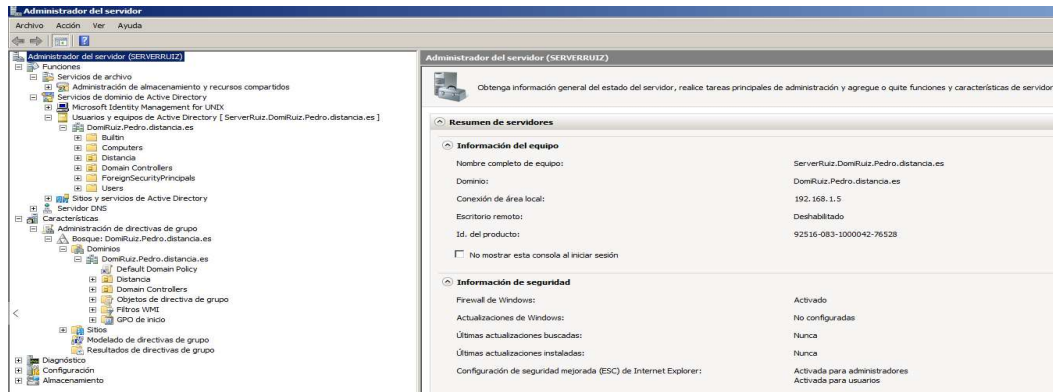 Administrador del servidor
Archivo Acción Ver Ayuda
Administrador del servidor (SERVERRUIZ)
Funciones
Servicios de archivo
Administración de almacenamiento y recursos compartidos
Servicios de dominio de Active Directory
Microsoft Identity Management for UNIX
Usuarios y equipos de Active Directory [ ServerRuiz.DomiRuiz.Pedro.distancia.es ]
DomiRuiz.Pedro.distancia.es
Builtin
Computers
Distancia
Domain Controllers
ForeignSecurityPrincipals
Users
Sitios y servicios de Active Directory
Servidor DNS
Características
Administración de directivas de grupo
Bosque: DomiRuiz.Pedro.distancia.es
Dominios
DomiRuiz.Pedro.distancia.es
Default Domain Policy
Distancia
Domain Controllers
Objetos de directiva de grupo
Filtros WMI
GPO de inicio
Sitios
Modelado de directivas de grupo
Resultados de directivas de grupo
Diagnóstico
Configuración
Almacenamiento
Administrador del servidor (SERVERRUIZ)
Obtenga información general del estado del servidor, realice tareas principales de administración y agregue o quite funciones y características de servidor
Resumen de servidores
Información del equipo
Nombre completo de equipo: ServerRuiz.DomiRuiz.Pedro.distancia.es
Dominio: DomiRuiz.Pedro.distancia.es
Conexión de área local: 192.168.1.5
Escritorio remoto: Deshabilitado
Id. del producto: 92516-083-1000042-76528
No mostrar esta consola al iniciar sesión
Información de seguridad
Firewall de Windows: Activado
Actualizaciones de Windows: No configuradas
Últimas actualizaciones buscadas: Nunca
Últimas actualizaciones instaladas: Nunca
Configuración de seguridad mejorada (ESC) de Internet Explorer: Activada para administradores
Activada para usuarios